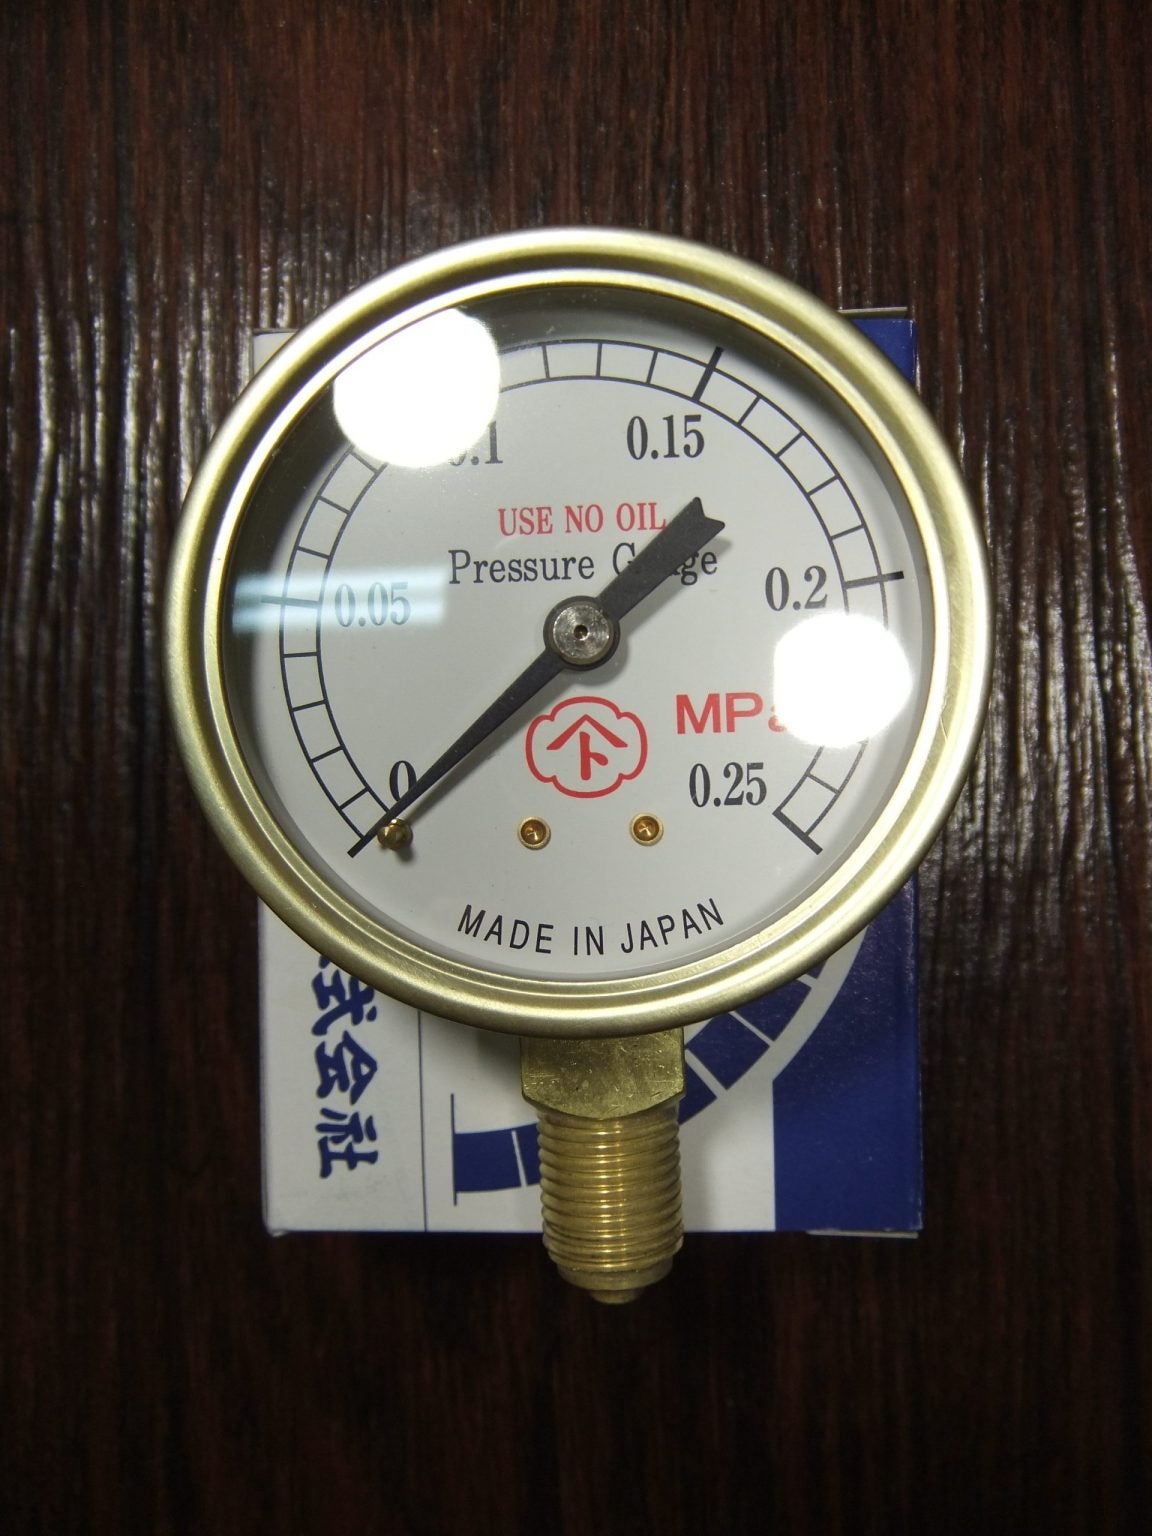 0.15
0.05
0.2
USE NO OIL
Pressure
MPa
0
0.25
MADE IN JAPAN
式会社